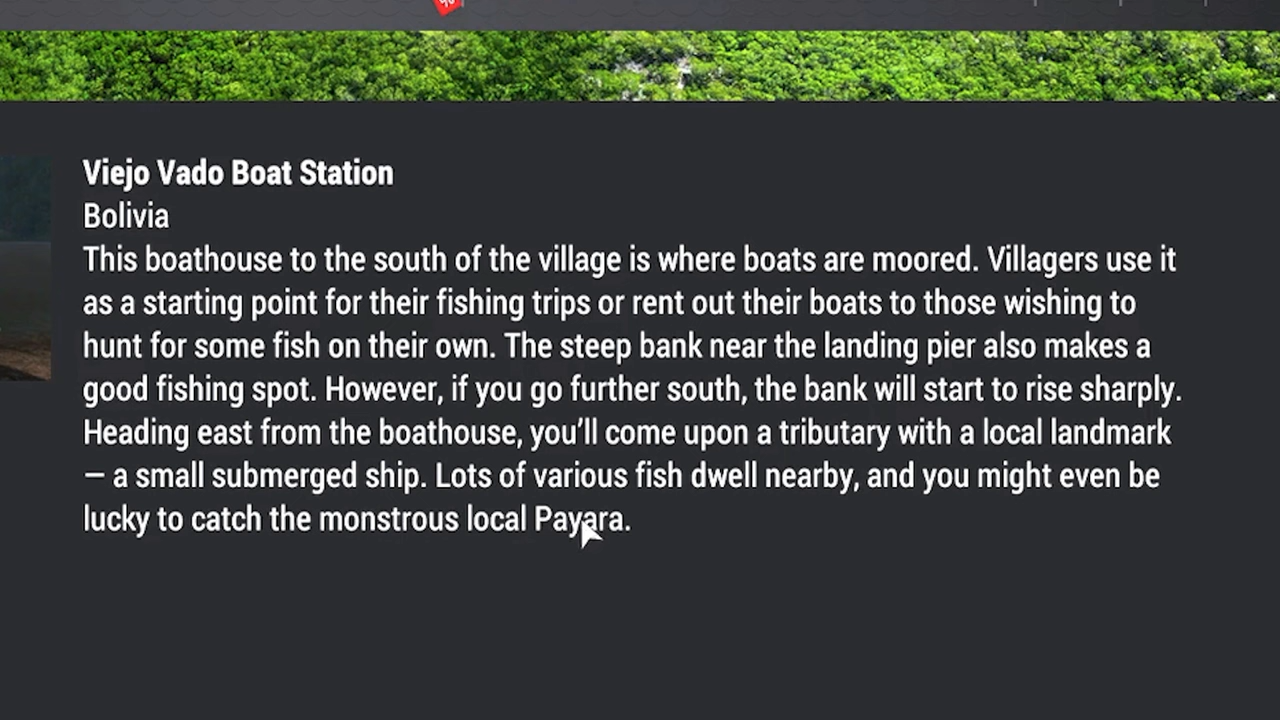 Viejo Vado Boat Station
Bolivia
This boathouse to the south of the village is where boats are moored. Villagers use it
as a starting point for their fishing trips or rent out their boats to those wishing to
hunt for some fish on their own. The steep bank near the landing pier also makes a
good fishing spot. However, if you go further south, the bank will start to rise sharply.
Heading east from the boathouse, you’ll come upon a tributary with a local landmark
– a small submerged ship. Lots of various fish dwell nearby, and you might even be
lucky to catch the monstrous local Payara.